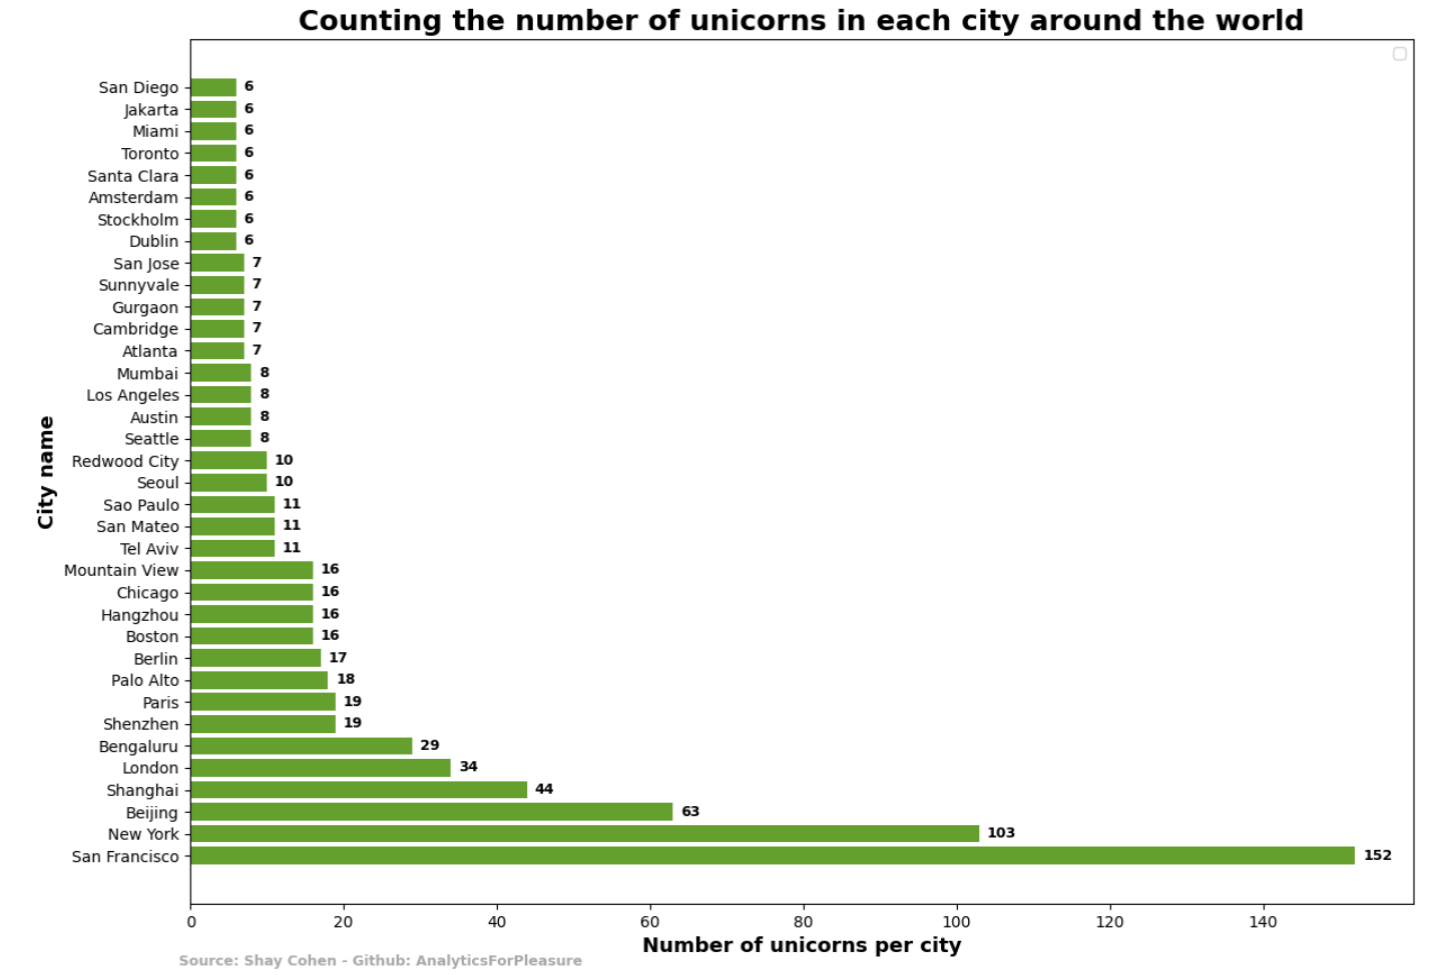 Counting the number of unicorns in each city around the world
San Diego 6
Jakarta 6
Miami 6
Toronto 6
Santa Clara 6
Amsterdam 6
Stockholm 6
Dublin 6
San Jose 7
Sunnyvale 7
Gurgaon 7
Cambridge 7
Atlanta 7
Mumbai 8
Los Angeles 8
Austin 8
Seattle 8
Redwood City 10
Seoul 10
Sao Paulo 11
San Mateo 11
Tel Aviv 11
Mountain View 16
Chicago 16
Hangzhou 16
Boston 16
Berlin 17
Palo Alto 18
Paris 19
Shenzhen 19
Bengaluru 29
London 34
Shanghai 44
Beijing 63
New York 103
San Francisco 152
City name
0 20 40 60 80 100 120 140
Number of unicorns per city
Source: Shay Cohen - Github: AnalyticsForPleasure